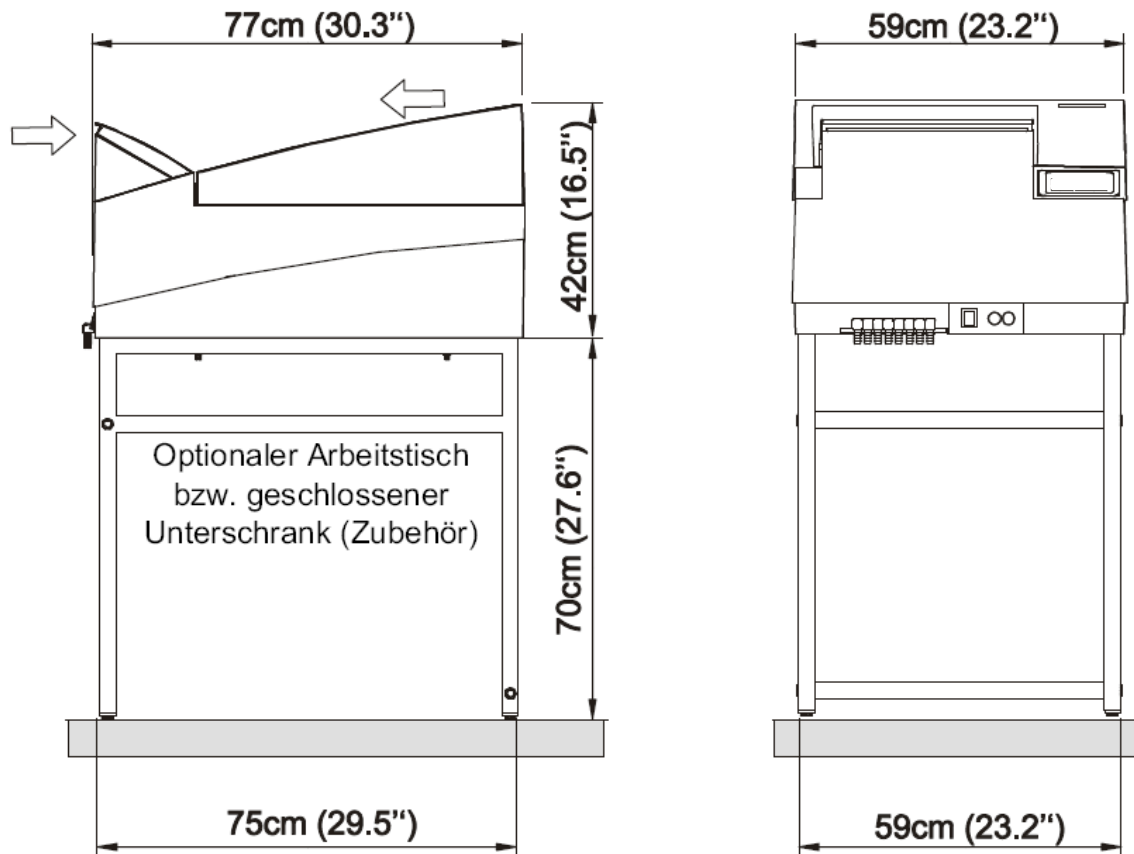 77cm (30.3“)
59cm (23.2“)
42cm (16.5“)
Optionaler Arbeitstisch
bzw. geschlossener
Unterschrank (Zubehör)
70cm (27.6“)
75cm (29.5“)
59cm (23.2“)